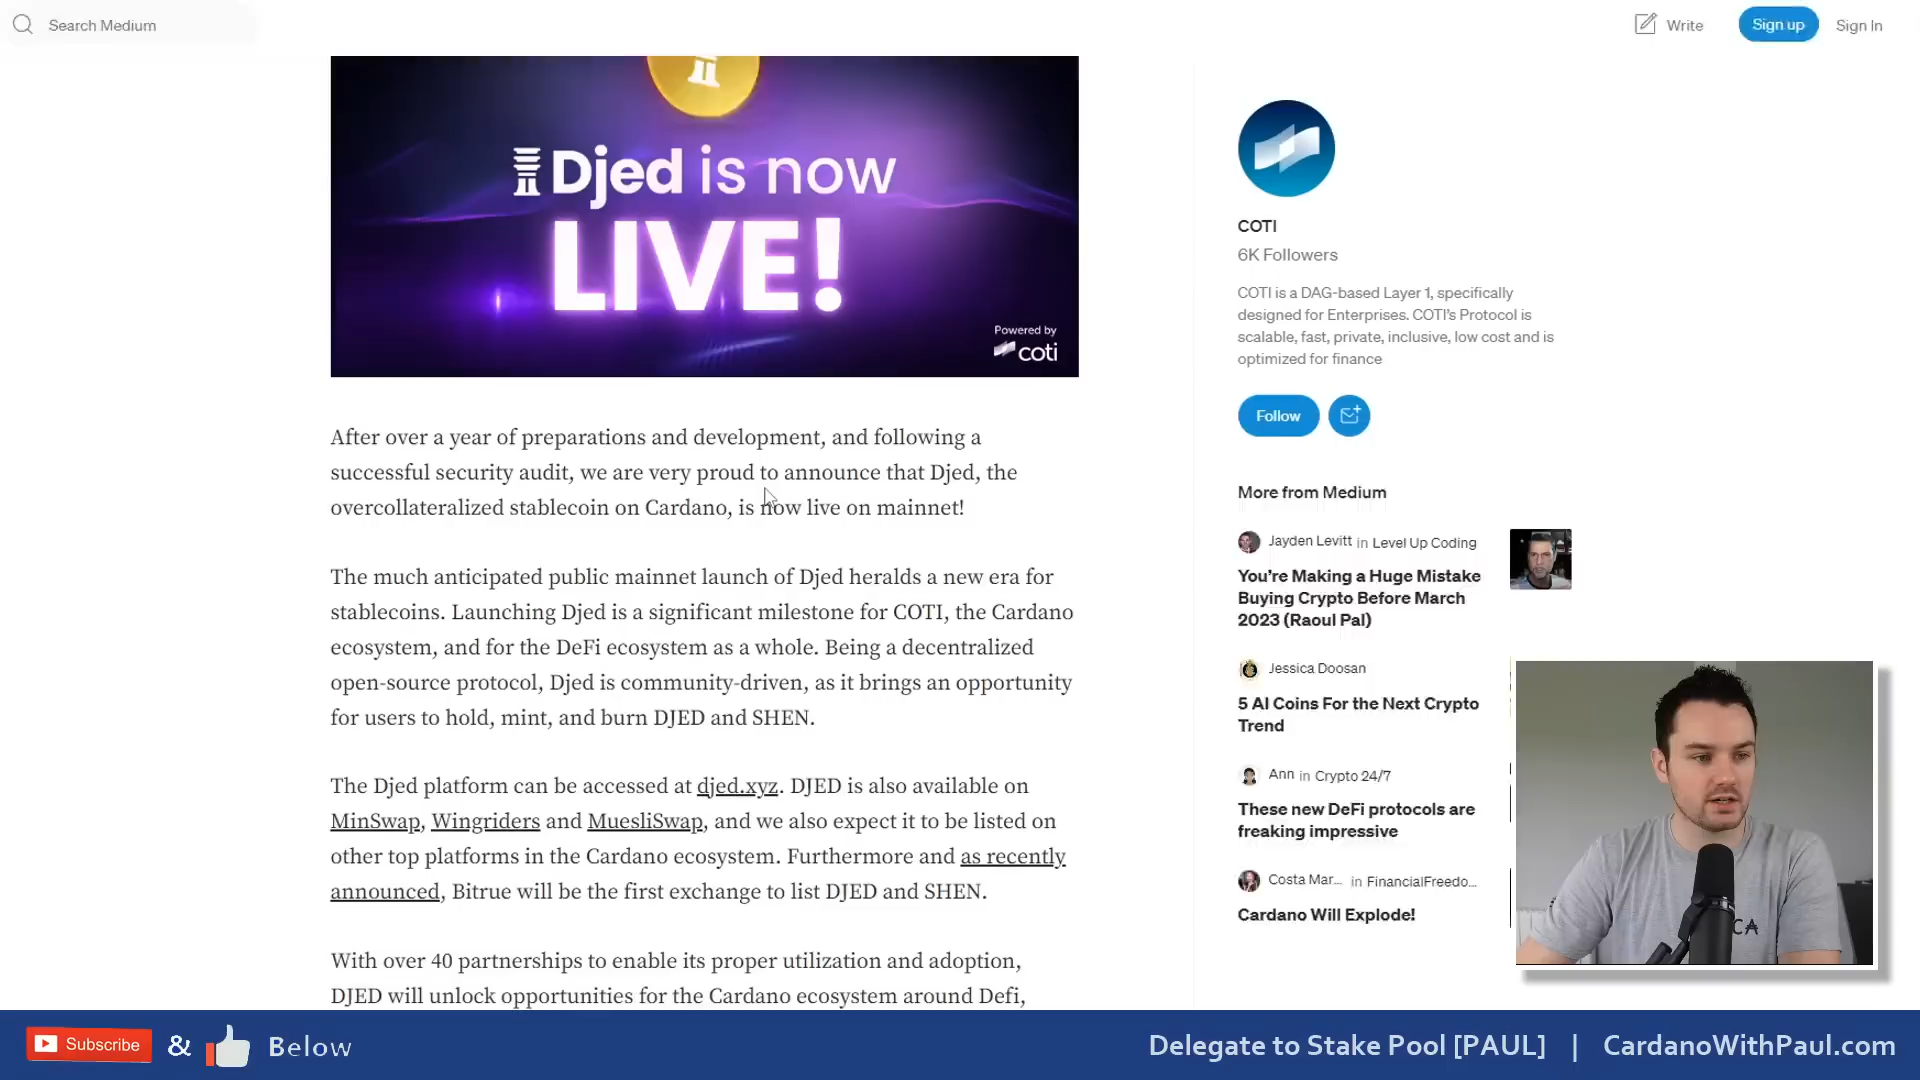 Search Medium
Write
Sign up
Sign In
Djed is now
LIVE!
Powered by
coti
After over a year of preparations and development, and following a
successful security audit, we are very proud to announce that Djed, the
overcollateralized stablecoin on Cardano, is now live on mainnet!
The much anticipated public mainnet launch of Djed heralds a new era for
stablecoins. Launching Djed is a significant milestone for COTI, the Cardano
ecosystem, and for the DeFi ecosystem as a whole. Being a decentralized
open-source protocol, Djed is community-driven, as it brings an opportunity
for users to hold, mint, and burn DJED and SHEN.
The Djed platform can be accessed at djed.xyz. DJED is also available on
MinSwap, Wingriders and MuesliSwap, and we also expect it to be listed on
other top platforms in the Cardano ecosystem. Furthermore and as recently
announced, Bitrue will be the first exchange to list DJED and SHEN.
With over 40 partnerships to enable its proper utilization and adoption,
DJED will unlock opportunities for the Cardano ecosystem around Defi,
COTI
6K Followers
COTI is a DAG-based Layer 1, specifically
designed for Enterprises. COTI's Protocol is
scalable, fast, private, inclusive, low cost and is
optimized for finance
Follow
More from Medium
Jayden Levitt in Level Up Coding
You're Making a Huge Mistake
Buying Crypto Before March
2023 (Raoul Pal)
Jessica Doosan
5 AI Coins For the Next Crypto
Trend
Ann in Crypto 24/7
These new DeFi protocols are
freaking impressive
Costa Mar... in FinancialFreedo...
Cardano Will Explode!
Subscribe & Below
Delegate to Stake Pool [PAUL] | CardanoWithPaul.com